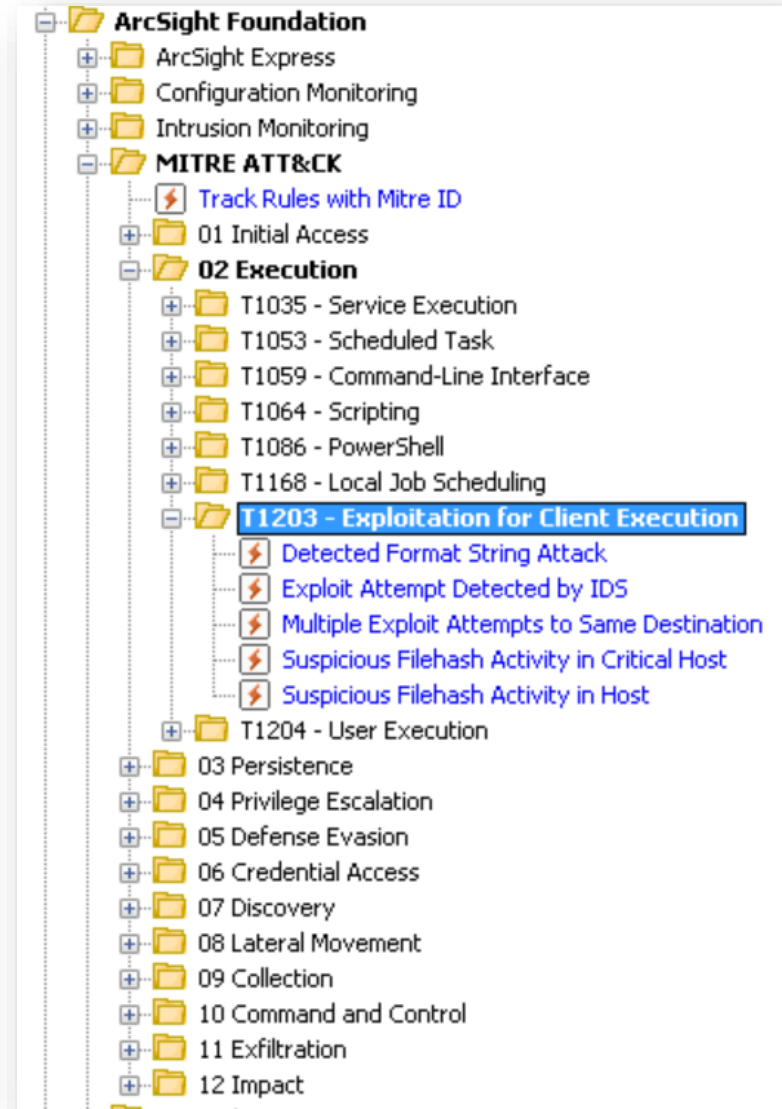 ArcSight Foundation
ArcSight Express
Configuration Monitoring
Intrusion Monitoring
MITRE ATT&CK
Track Rules with Mitre ID
01 Initial Access
02 Execution
T1035 - Service Execution
T1053 - Scheduled Task
T1059 - Command-Line Interface
T1064 - Scripting
T1086 - PowerShell
T1168 - Local Job Scheduling
T1203 - Exploitation for Client Execution
Detected Format String Attack
Exploit Attempt Detected by IDS
Multiple Exploit Attempts to Same Destination
Suspicious Filehash Activity in Critical Host
Suspicious Filehash Activity in Host
T1204 - User Execution
03 Persistence
04 Privilege Escalation
05 Defense Evasion
06 Credential Access
07 Discovery
08 Lateral Movement
09 Collection
10 Command and Control
11 Exfiltration
12 Impact